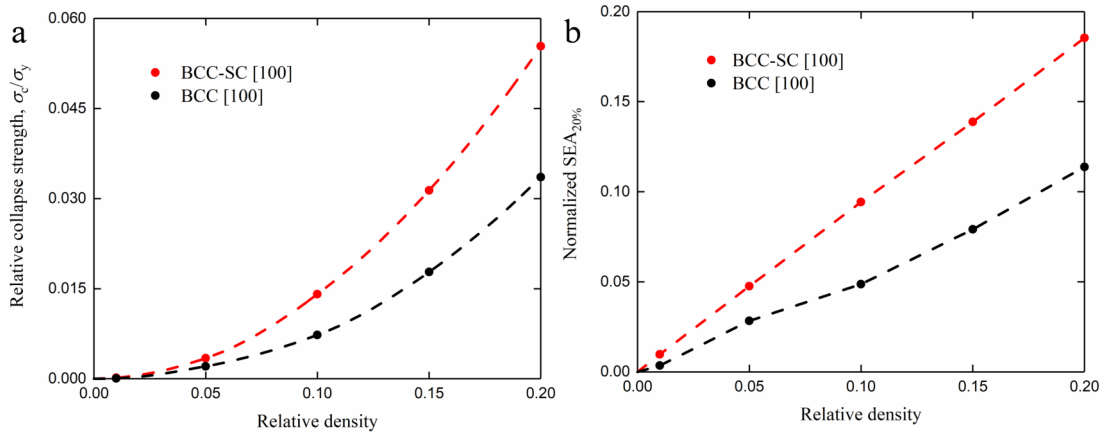 a
Relative collapse strength, σc/σy
0.060
0.045
0.030
0.015
0.000
BCC-SC [100]
BCC [100]
0.00 0.05 0.10 0.15 0.20
Relative density
b
Normalized SEA20%
0.20
0.15
0.10
0.05
0.00
BCC-SC [100]
BCC [100]
0.00 0.05 0.10 0.15 0.20
Relative density